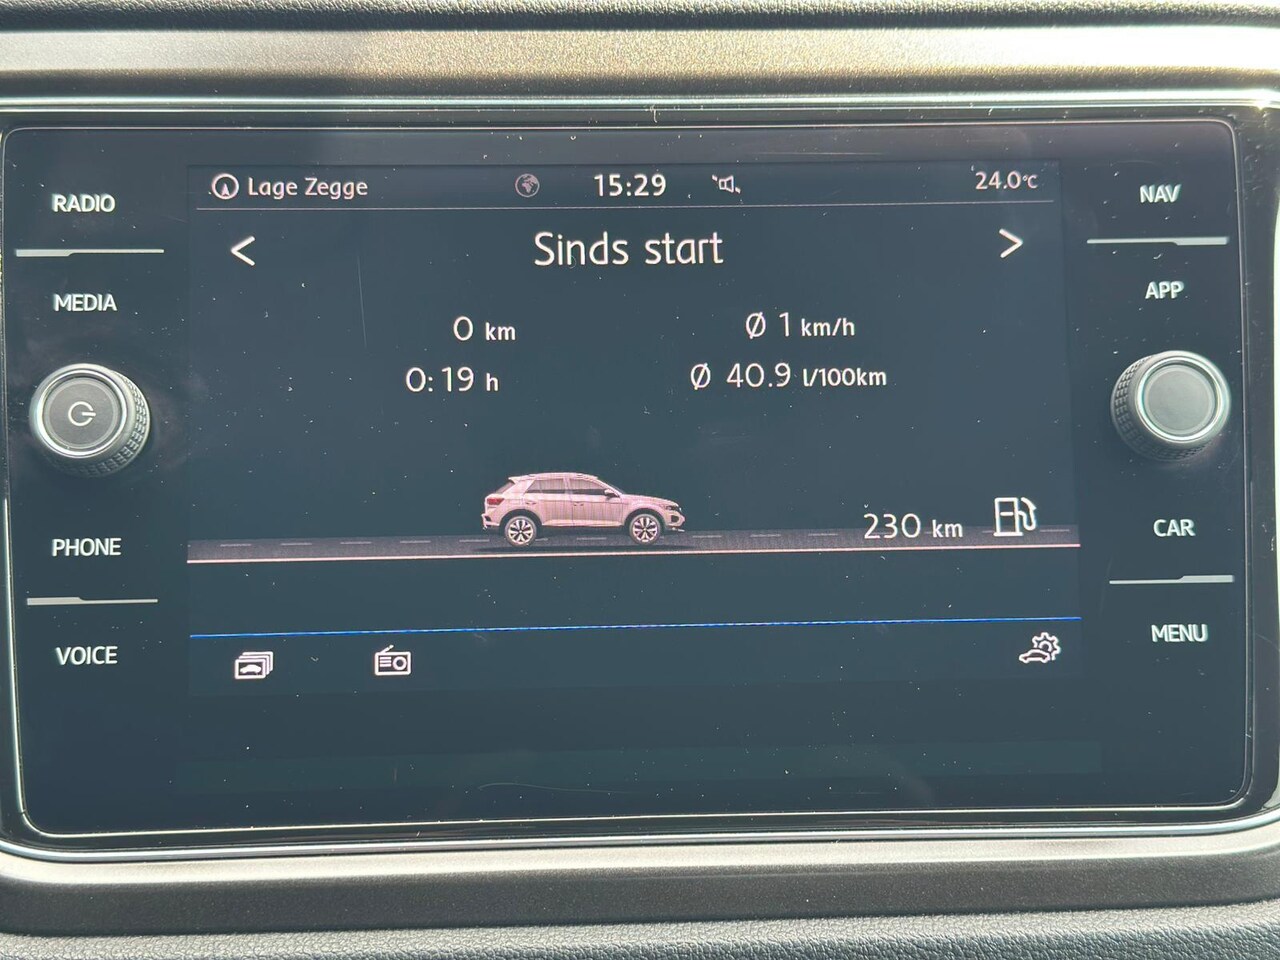 RADIO
MEDIA
PHONE
VOICE
Lage Zegge 15:29 24.0°C
< Sinds start >
0 km Ø 1 km/h
0:19 h Ø 40.9 l/100km
230 km
NAV
APP
CAR
MENU